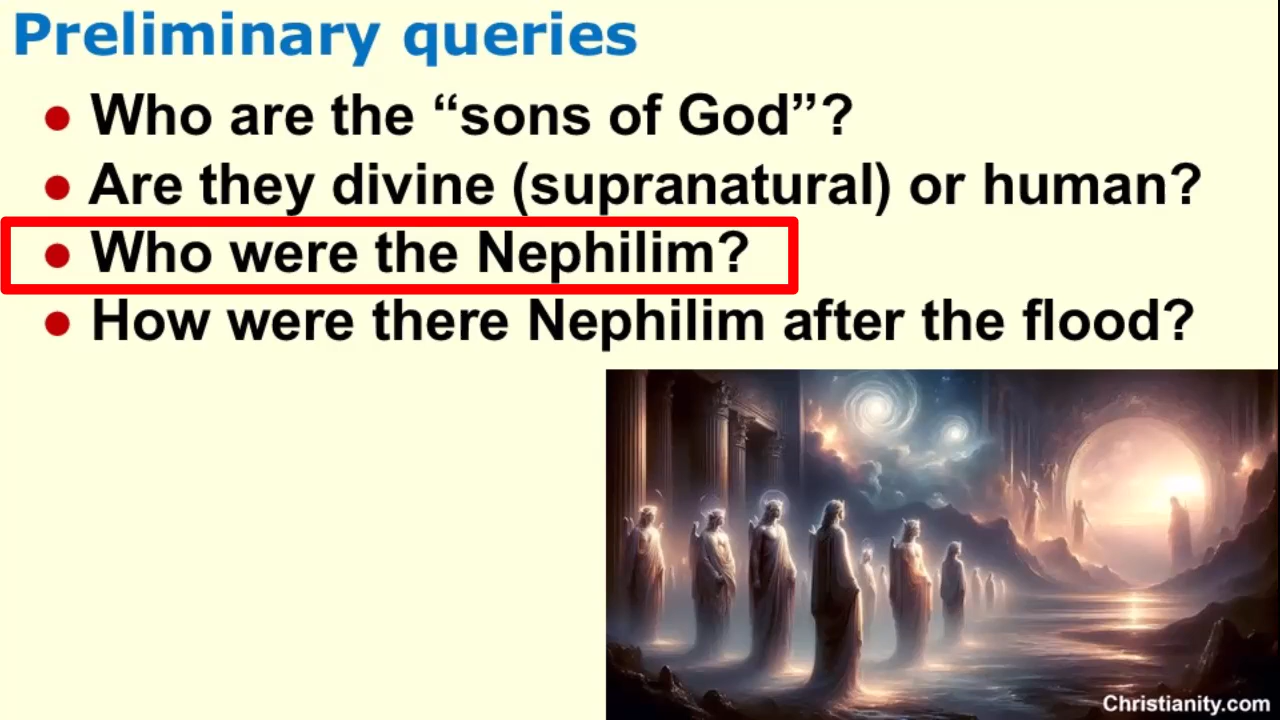 Preliminary queries
● Who are the “sons of God”?
● Are they divine (supranatural) or human?
● Who were the Nephilim?
● How were there Nephilim after the flood?
Christianity.com